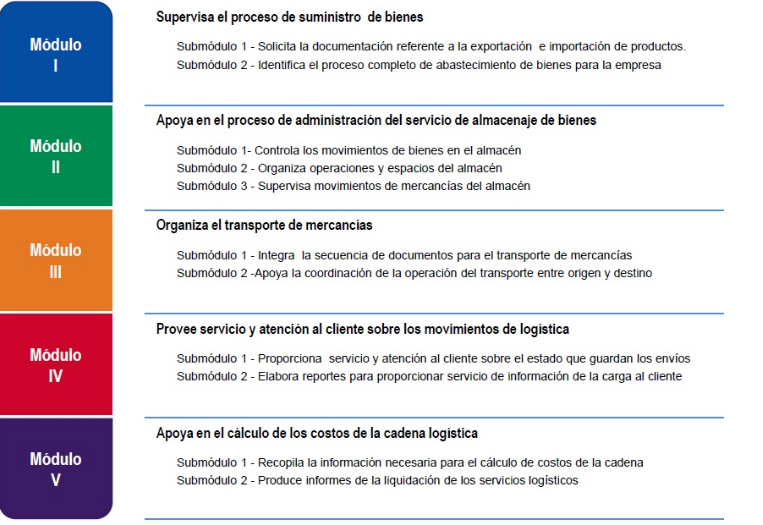 Módulo
I
Supervisa el proceso de suministro de bienes
Submódulo 1 - Solicita la documentación referente a la exportación e importación de productos.
Submódulo 2 - Identifica el proceso completo de abastecimiento de bienes para la empresa
Módulo
II
Apoya en el proceso de administración del servicio de almacenaje de bienes
Submódulo 1- Controla los movimientos de bienes en el almacén
Submódulo 2 - Organiza operaciones y espacios del almacén
Submódulo 3 - Supervisa movimientos de mercancías del almacén
Módulo
III
Organiza el transporte de mercancias
Submódulo 1 - Integra la secuencia de documentos para el transporte de mercancías
Submódulo 2 -Apoya la coordinación de la operación del transporte entre origen y destino
Módulo
IV
Provee servicio y atención al cliente sobre los movimientos de logística
Submódulo 1 - Proporciona servicio y atención al cliente sobre el estado que guardan los envíos
Submódulo 2 - Elabora reportes para proporcionar servicio de información de la carga al cliente
Módulo
V
Apoya en el cálculo de los costos de la cadena logística
Submódulo 1 - Recopila la información necesaria para el cálculo de costos de la cadena
Submódulo 2 - Produce informes de la liquidación de los servicios logísticos